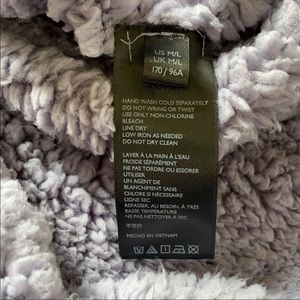 US M/L
UK M/L
170 / 96A
HAND WASH COLD SEPARATELY
DO NOT WRING OR TWIST
USE ONLY NON-CHLORINE
BLEACH
LINE DRY
LOW IRON AS NEEDED
DO NOT DRY CLEAN
LAVER À LA MAIN À L'EAU
FROIDE SÉPARÉMENT
NE PAS TORDRE OU ESSORER
UTILISER
UN AGENT DE
BLANCHIMENT SANS
CHLORE SI NÉCESSAIRE
LIGNE SEC
REPASSER, AU BESOIN, À TRÈS
BASSE TEMPÉRATURE
NE PAS NETTOYER À SEC
HECHO EN VIETNAM